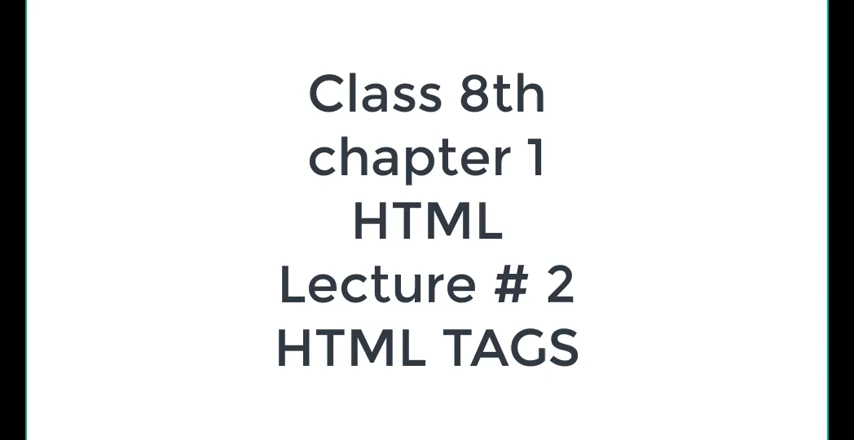 Class 8th
chapter 1
HTML
Lecture # 2
HTML TAGS